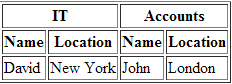 IT Accounts
Name Location Name Location
David New York John London